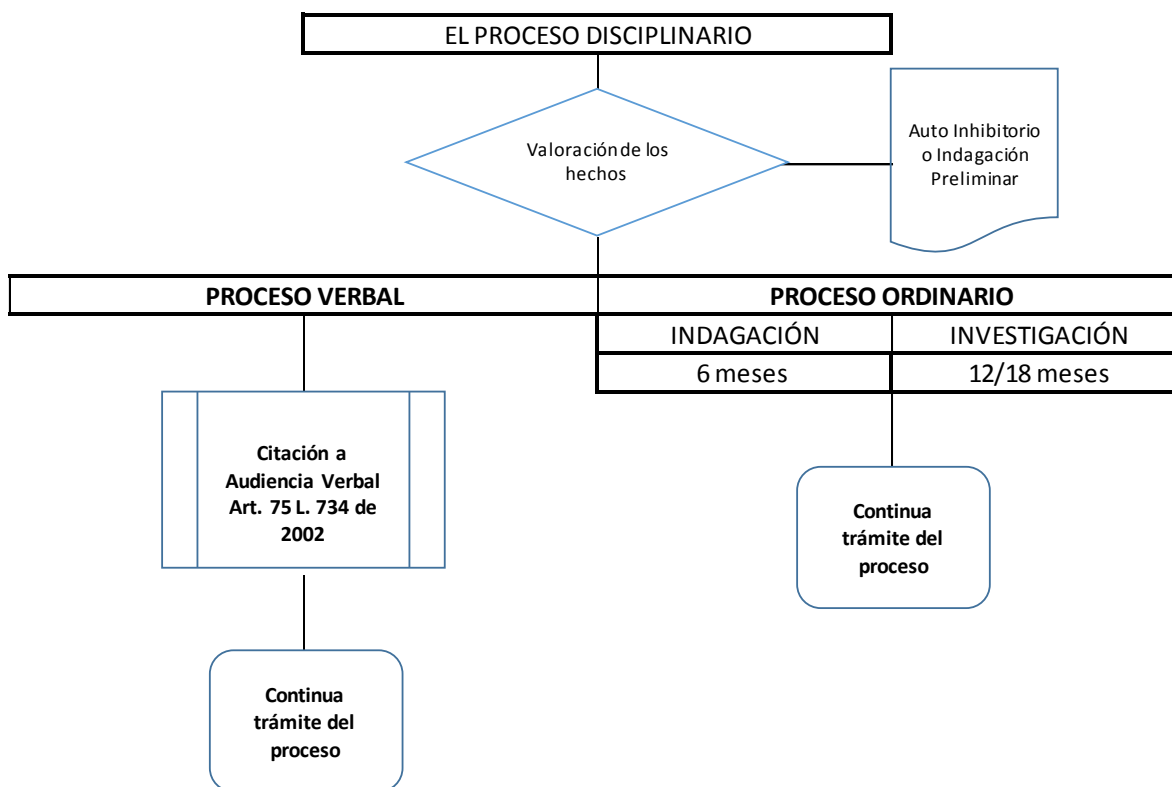 EL PROCESO DISCIPLINARIO
Valoración de los
hechos
Auto Inhibitorio
o Indagación
Preliminar
PROCESO VERBAL
PROCESO ORDINARIO
INDAGACIÓN
INVESTIGACIÓN
6 meses
12/18 meses
Citación a
Audiencia Verbal
Art. 75 L. 734 de
2002
Continua
trámite del
proceso
Continua
trámite del
proceso